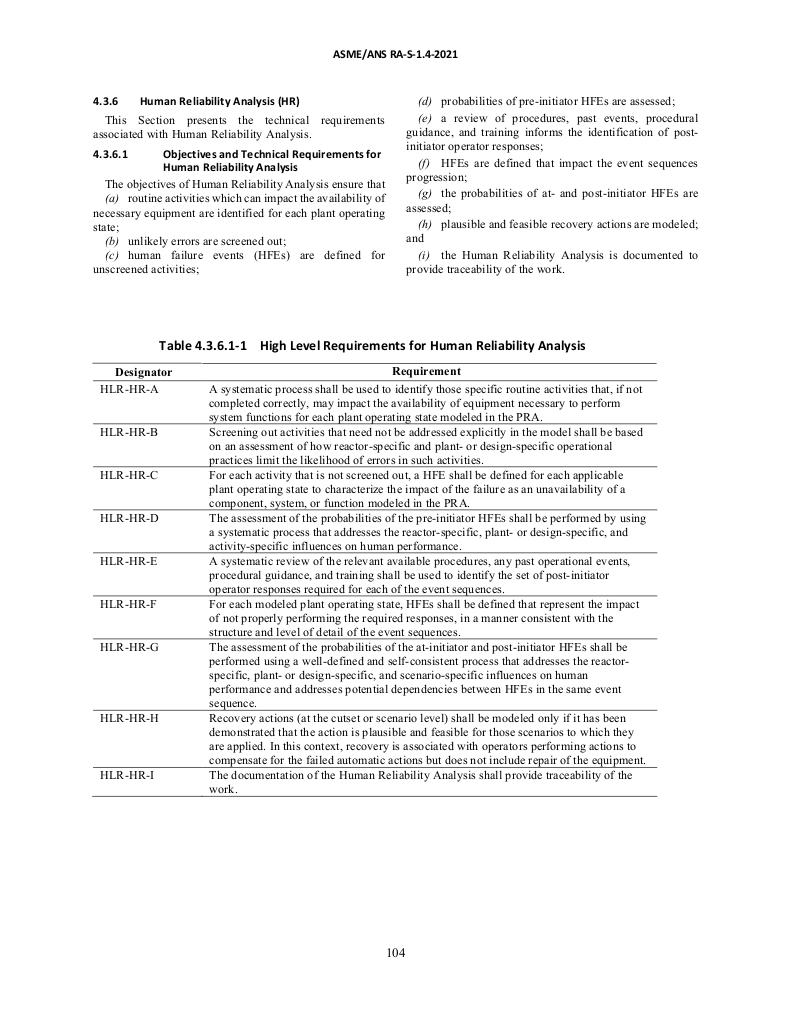 ASME/ANS RA-S-1.4-2021
4.3.6 Human Reliability Analysis (HR)
This Section presents the technical requirements
associated with Human Reliability Analysis.
4.3.6.1 Objectives and Technical Requirements for
Human Reliability Analysis
The objectives of Human Reliability Analysis ensure that
(a) routine activities which can impact the availability of
necessary equipment are identified for each plant operating
state;
(b) unlikely errors are screened out;
(c) human failure events (HFEs) are defined for
unscreened activities;
(d) probabilities of pre-initiator HFEs are assessed;
(e) a review of procedures, past events, procedural
guidance, and training informs the identification of post-
initiator operator responses;
(f) HFEs are defined that impact the event sequences
progression;
(g) the probabilities of at- and post-initiator HFEs are
assessed;
(h) plausible and feasible recovery actions are modeled;
and
(i) the Human Reliability Analysis is documented to
provide traceability of the work.
Table 4.3.6.1-1 High Level Requirements for Human Reliability Analysis
Designator Requirement
HLR-HR-A A systematic process shall be used to identify those specific routine activities that, if not
completed correctly, may impact the availability of equipment necessary to perform
system functions for each plant operating state modeled in the PRA.
HLR-HR-B Screening out activities that need not be addressed explicitly in the model shall be based
on an assessment of how reactor-specific and plant- or design-specific operational
practices limit the likelihood of errors in such activities.
HLR-HR-C For each activity that is not screened out, a HFE shall be defined for each applicable
plant operating state to characterize the impact of the failure as an unavailability of a
component, system, or function modeled in the PRA.
HLR-HR-D The assessment of the probabilities of the pre-initiator HFEs shall be performed by using
a systematic process that addresses the reactor-specific, plant- or design-specific, and
activity-specific influences on human performance.
HLR-HR-E A systematic review of the relevant available procedures, any past operational events,
procedural guidance, and training shall be used to identify the set of post-initiator
operator responses required for each of the event sequences.
HLR-HR-F For each modeled plant operating state, HFEs shall be defined that represent the impact
of not properly performing the required responses, in a manner consistent with the
structure and level of detail of the event sequences.
HLR-HR-G The assessment of the probabilities of the at-initiator and post-initiator HFEs shall be
performed using a well-defined and self-consistent process that addresses the reactor-
specific, plant- or design-specific, and scenario-specific influences on human
performance and addresses potential dependencies between HFEs in the same event
sequence.
HLR-HR-H Recovery actions (at the cutset or scenario level) shall be modeled only if it has been
demonstrated that the action is plausible and feasible for those scenarios to which they
are applied. In this context, recovery is associated with operators performing actions to
compensate for the failed automatic actions but does not include repair of the equipment.
HLR-HR-I The documentation of the Human Reliability Analysis shall provide traceability of the
work.
104